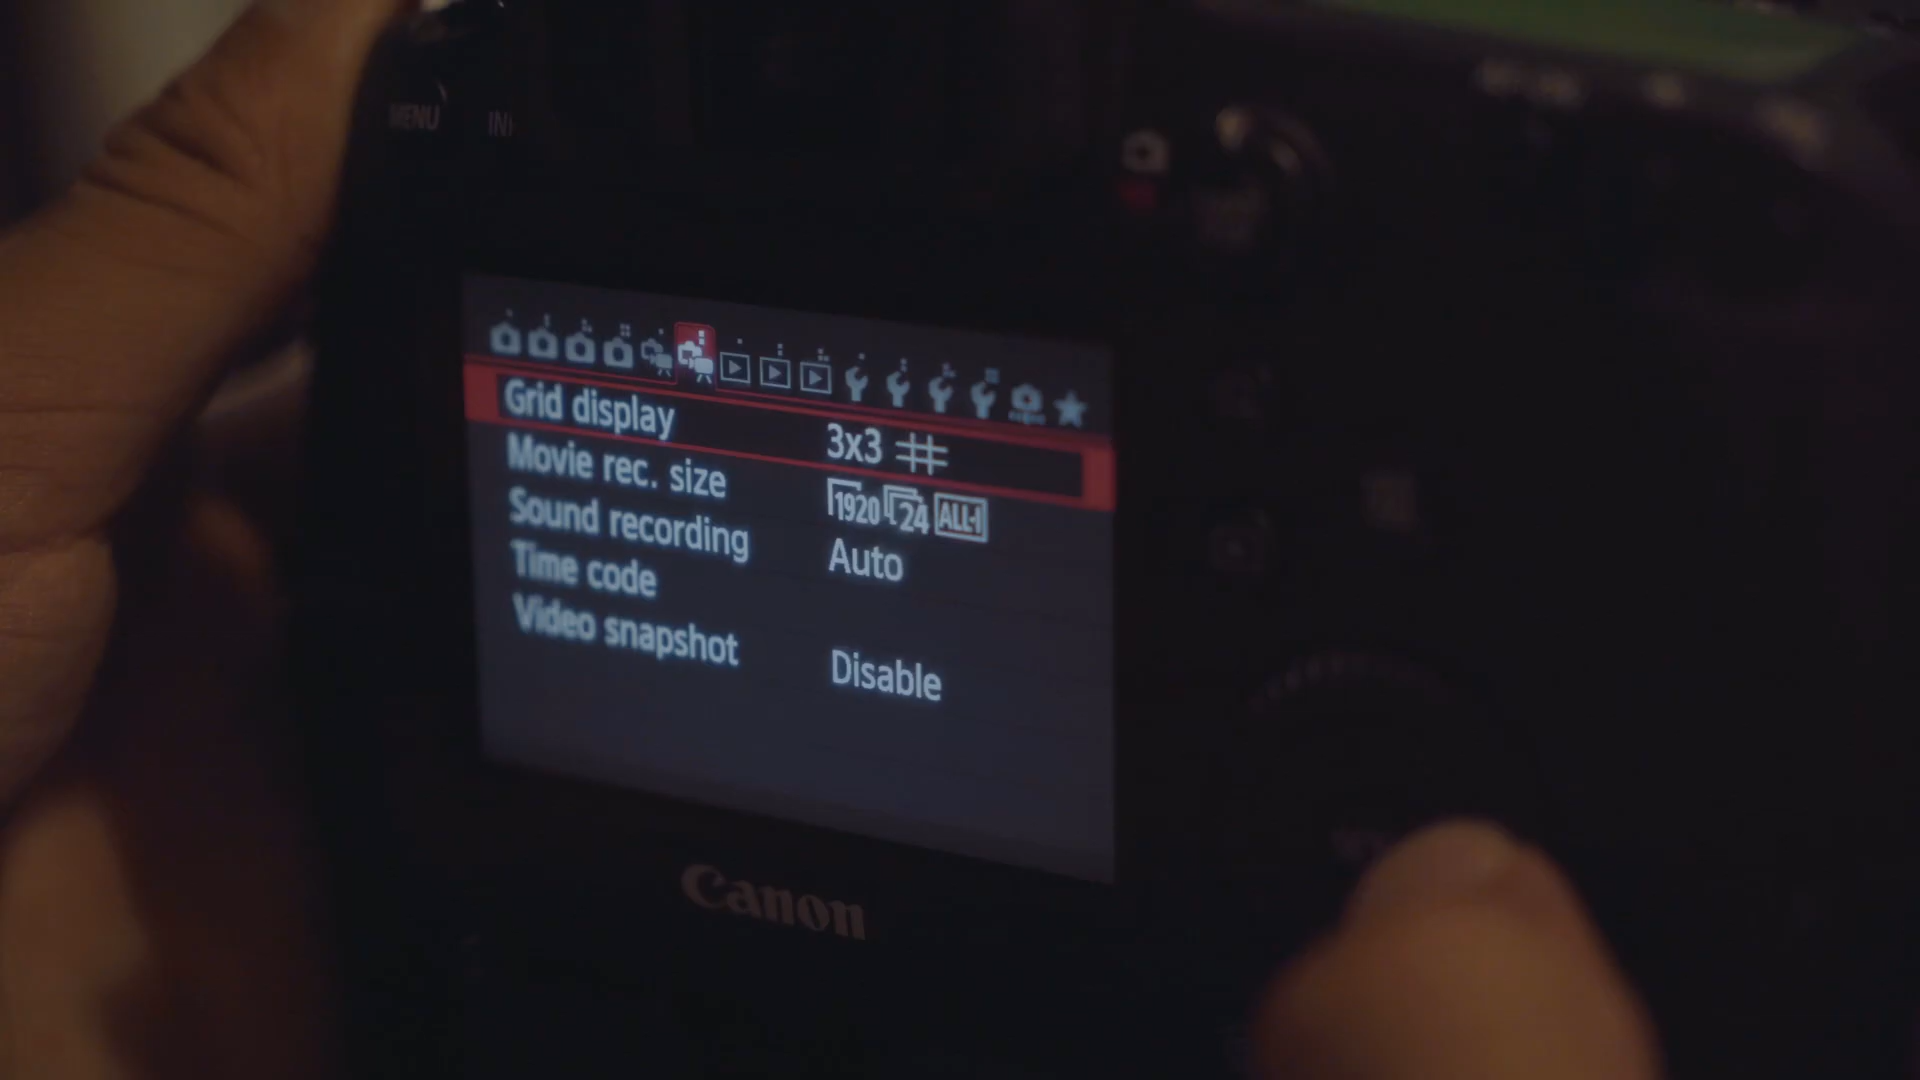 MENU
Grid display 3x3
Movie rec. size 1920 24 ALL-I
Sound recording Auto
Time code
Video snapshot Disable
Canon